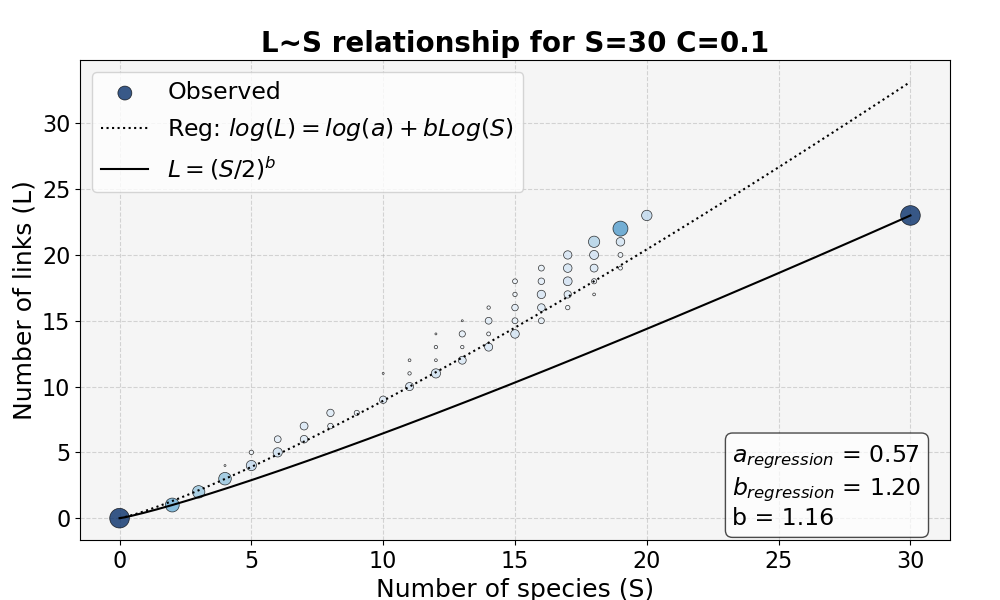 L~S relationship for S=30 C=0.1
Observed
Reg: log(L) = log(a) + bLog(S)
L = (S/2)^b
Number of links (L)
30
25
20
15
10
5
0
a_regression = 0.57
b_regression = 1.20
b = 1.16
0 5 10 15 20 25 30
Number of species (S)